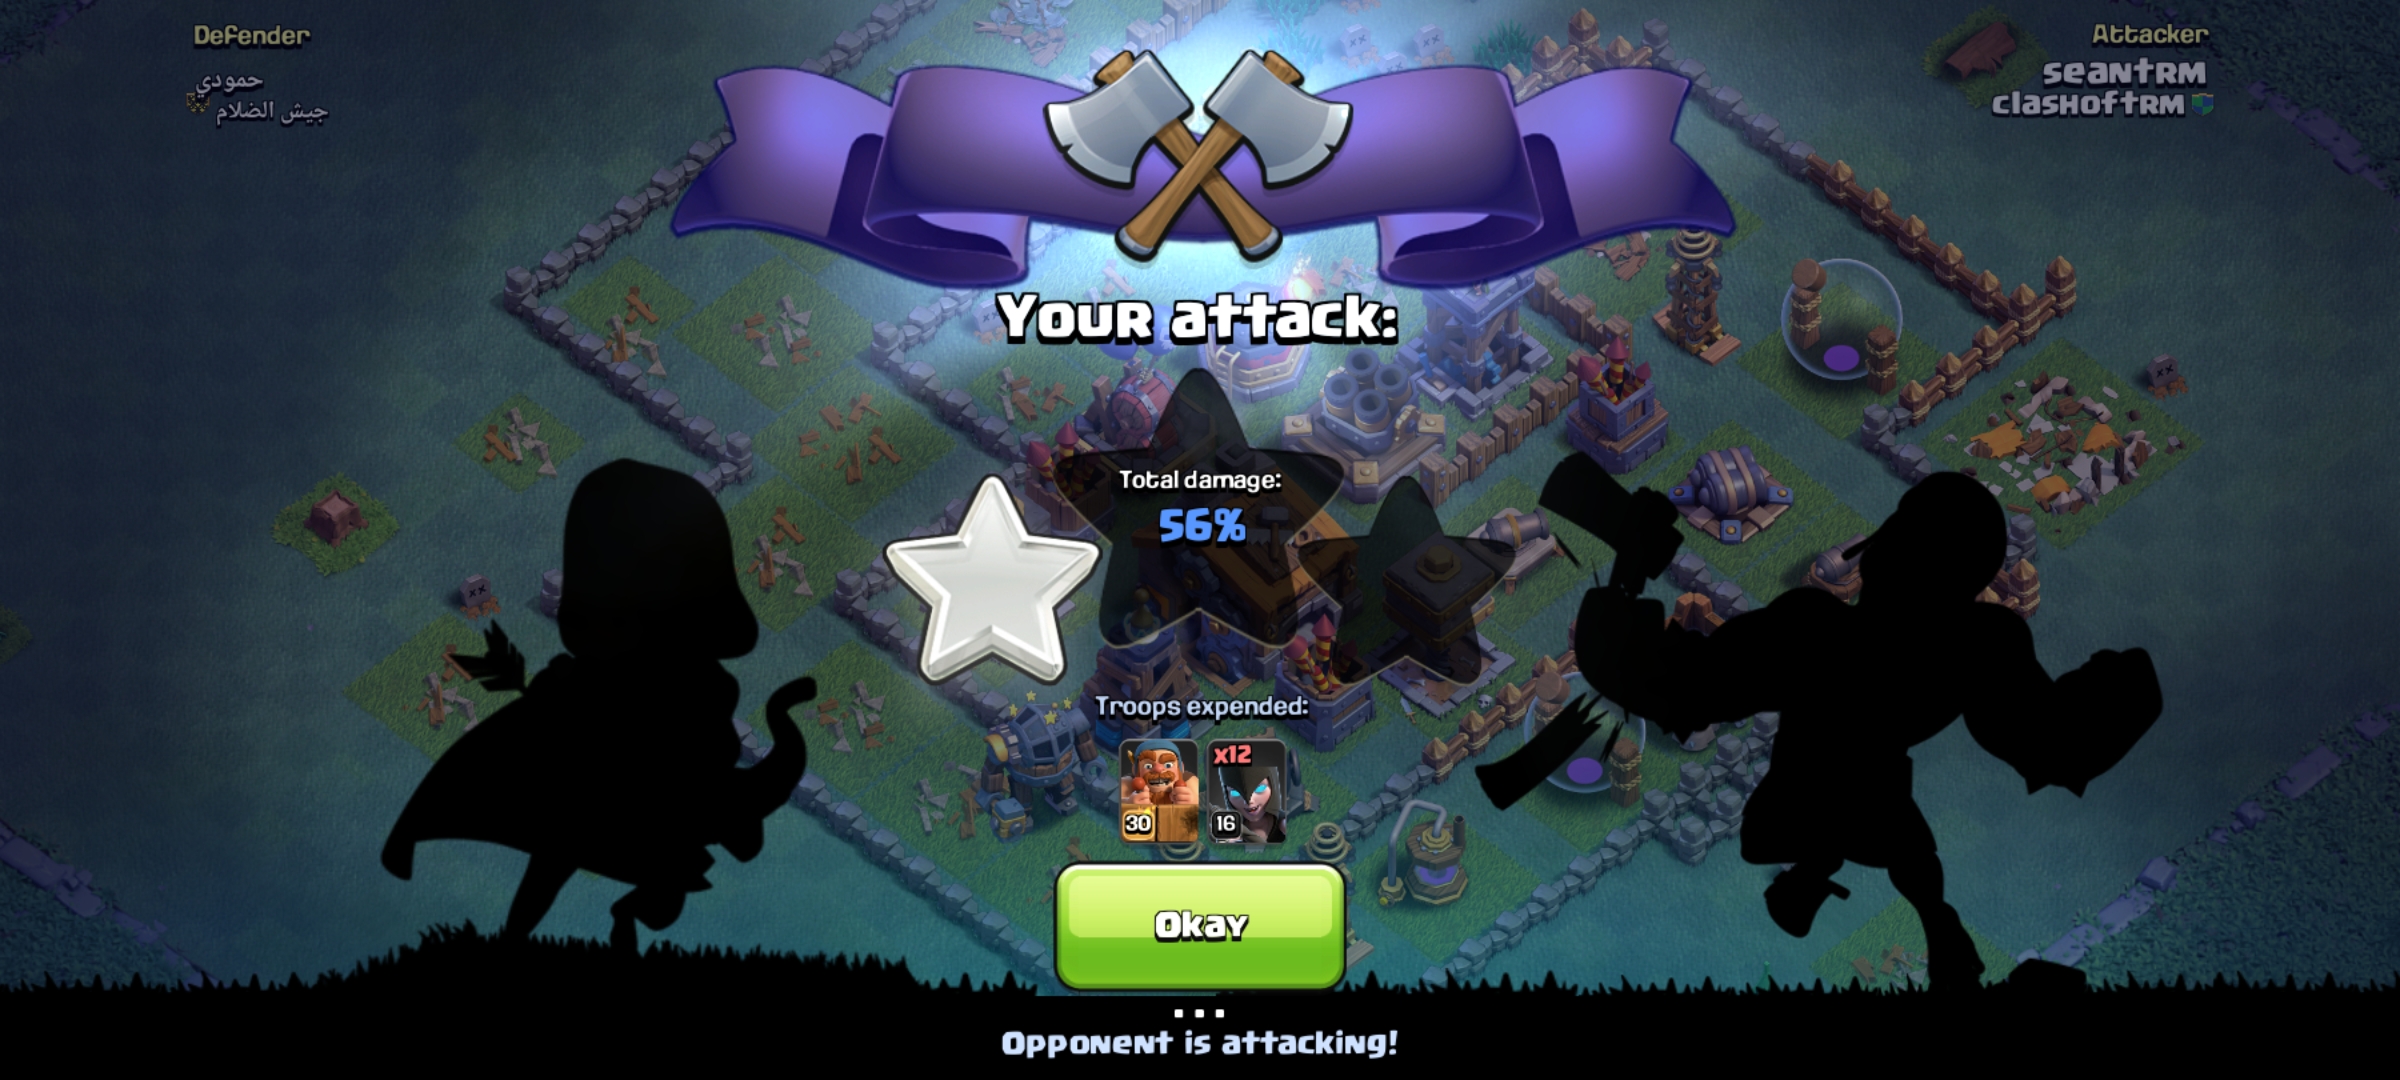 Defender
حمودي
جيش الضلام
Attacker
seantRM
clashoftRM
Your attack:
Total damage:
56%
Troops expended:
x12
30
16
Okay
...
Opponent is attacking!